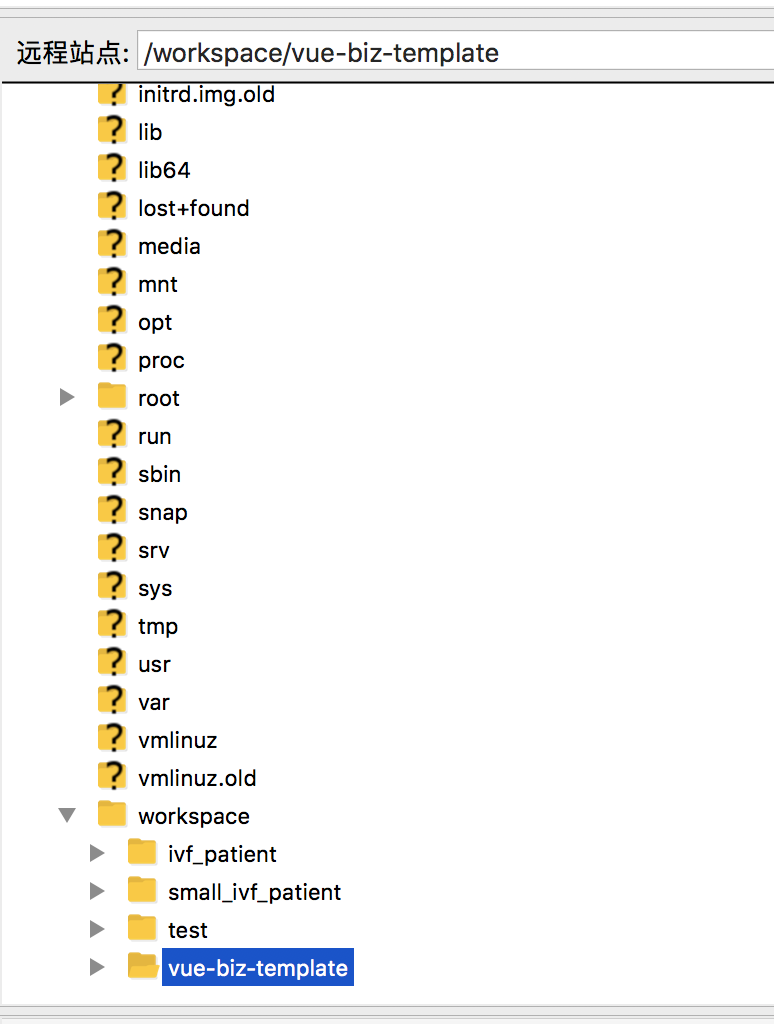 远程站点: /workspace/vue-biz-template
initrd.img.old
lib
lib64
lost+found
media
mnt
opt
proc
root
run
sbin
snap
srv
sys
tmp
usr
var
vmlinuz
vmlinuz.old
workspace
ivf_patient
small_ivf_patient
test
vue-biz-template